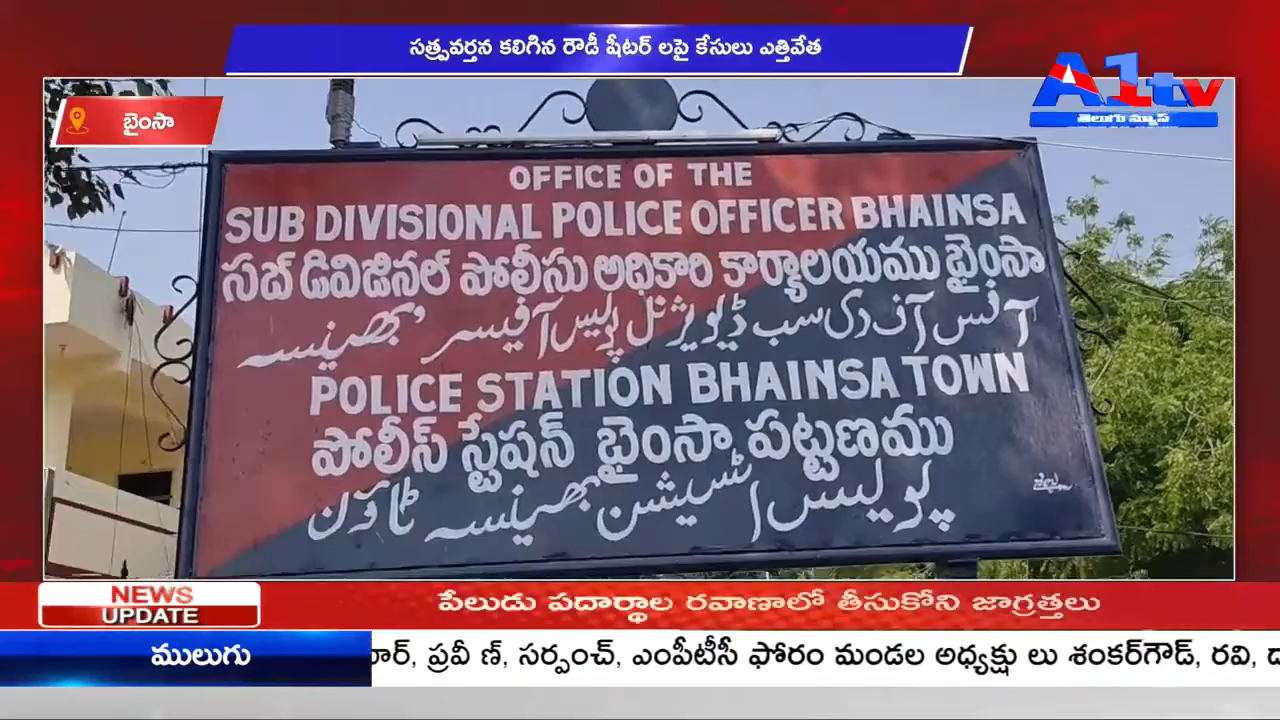 సత్ప్రవర్తన కలిగిన రౌడీ షీటర్ లపై కేసులు ఎత్తివేత
A1tv
తెలుగు న్యూస్
బైంసా
OFFICE OF THE
SUB DIVISIONAL POLICE OFFICER BHAINSA
సబ్ డివిజినల్ పోలీసు అధికారి కార్యాలయము బైంసా
آفس آف دی سب ڈیویژنل پولیس آفیسر بھینسہ
POLICE STATION BHAINSA TOWN
పోలీస్ స్టేషన్ భైంసా పట్టణము
پولیس اسٹیشن بھینسہ ٹاؤن
NEWS
UPDATE
పేలుడు పదార్థాల రవాణాలో తీసుకోని జాగ్రత్తలు
ములుగు
ప్రవీ ణ్, సర్పంచ్, ఎంపీటీసీ ఫోరం మండల అధ్యక్షు లు శంకర్‌గౌడ్, రవి,